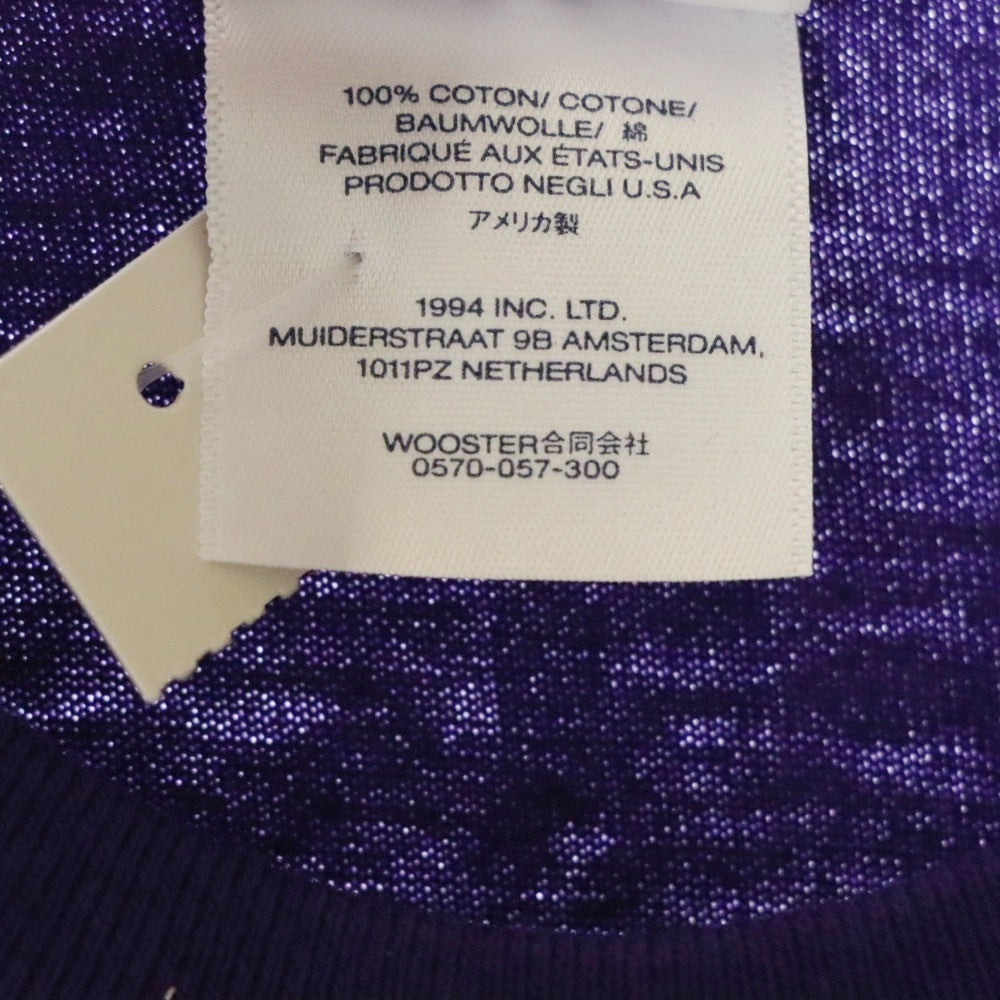 100% COTON/ COTONE/
BAUMWOLLE/ 綿
FABRIQUÉ AUX ÉTATS-UNIS
PRODOTTO NEGLI U.S.A
アメリカ製
1994 INC. LTD.
MUIDERSTRAAT 9B AMSTERDAM,
1011PZ NETHERLANDS
WOOSTER合同会社
0570-057-300